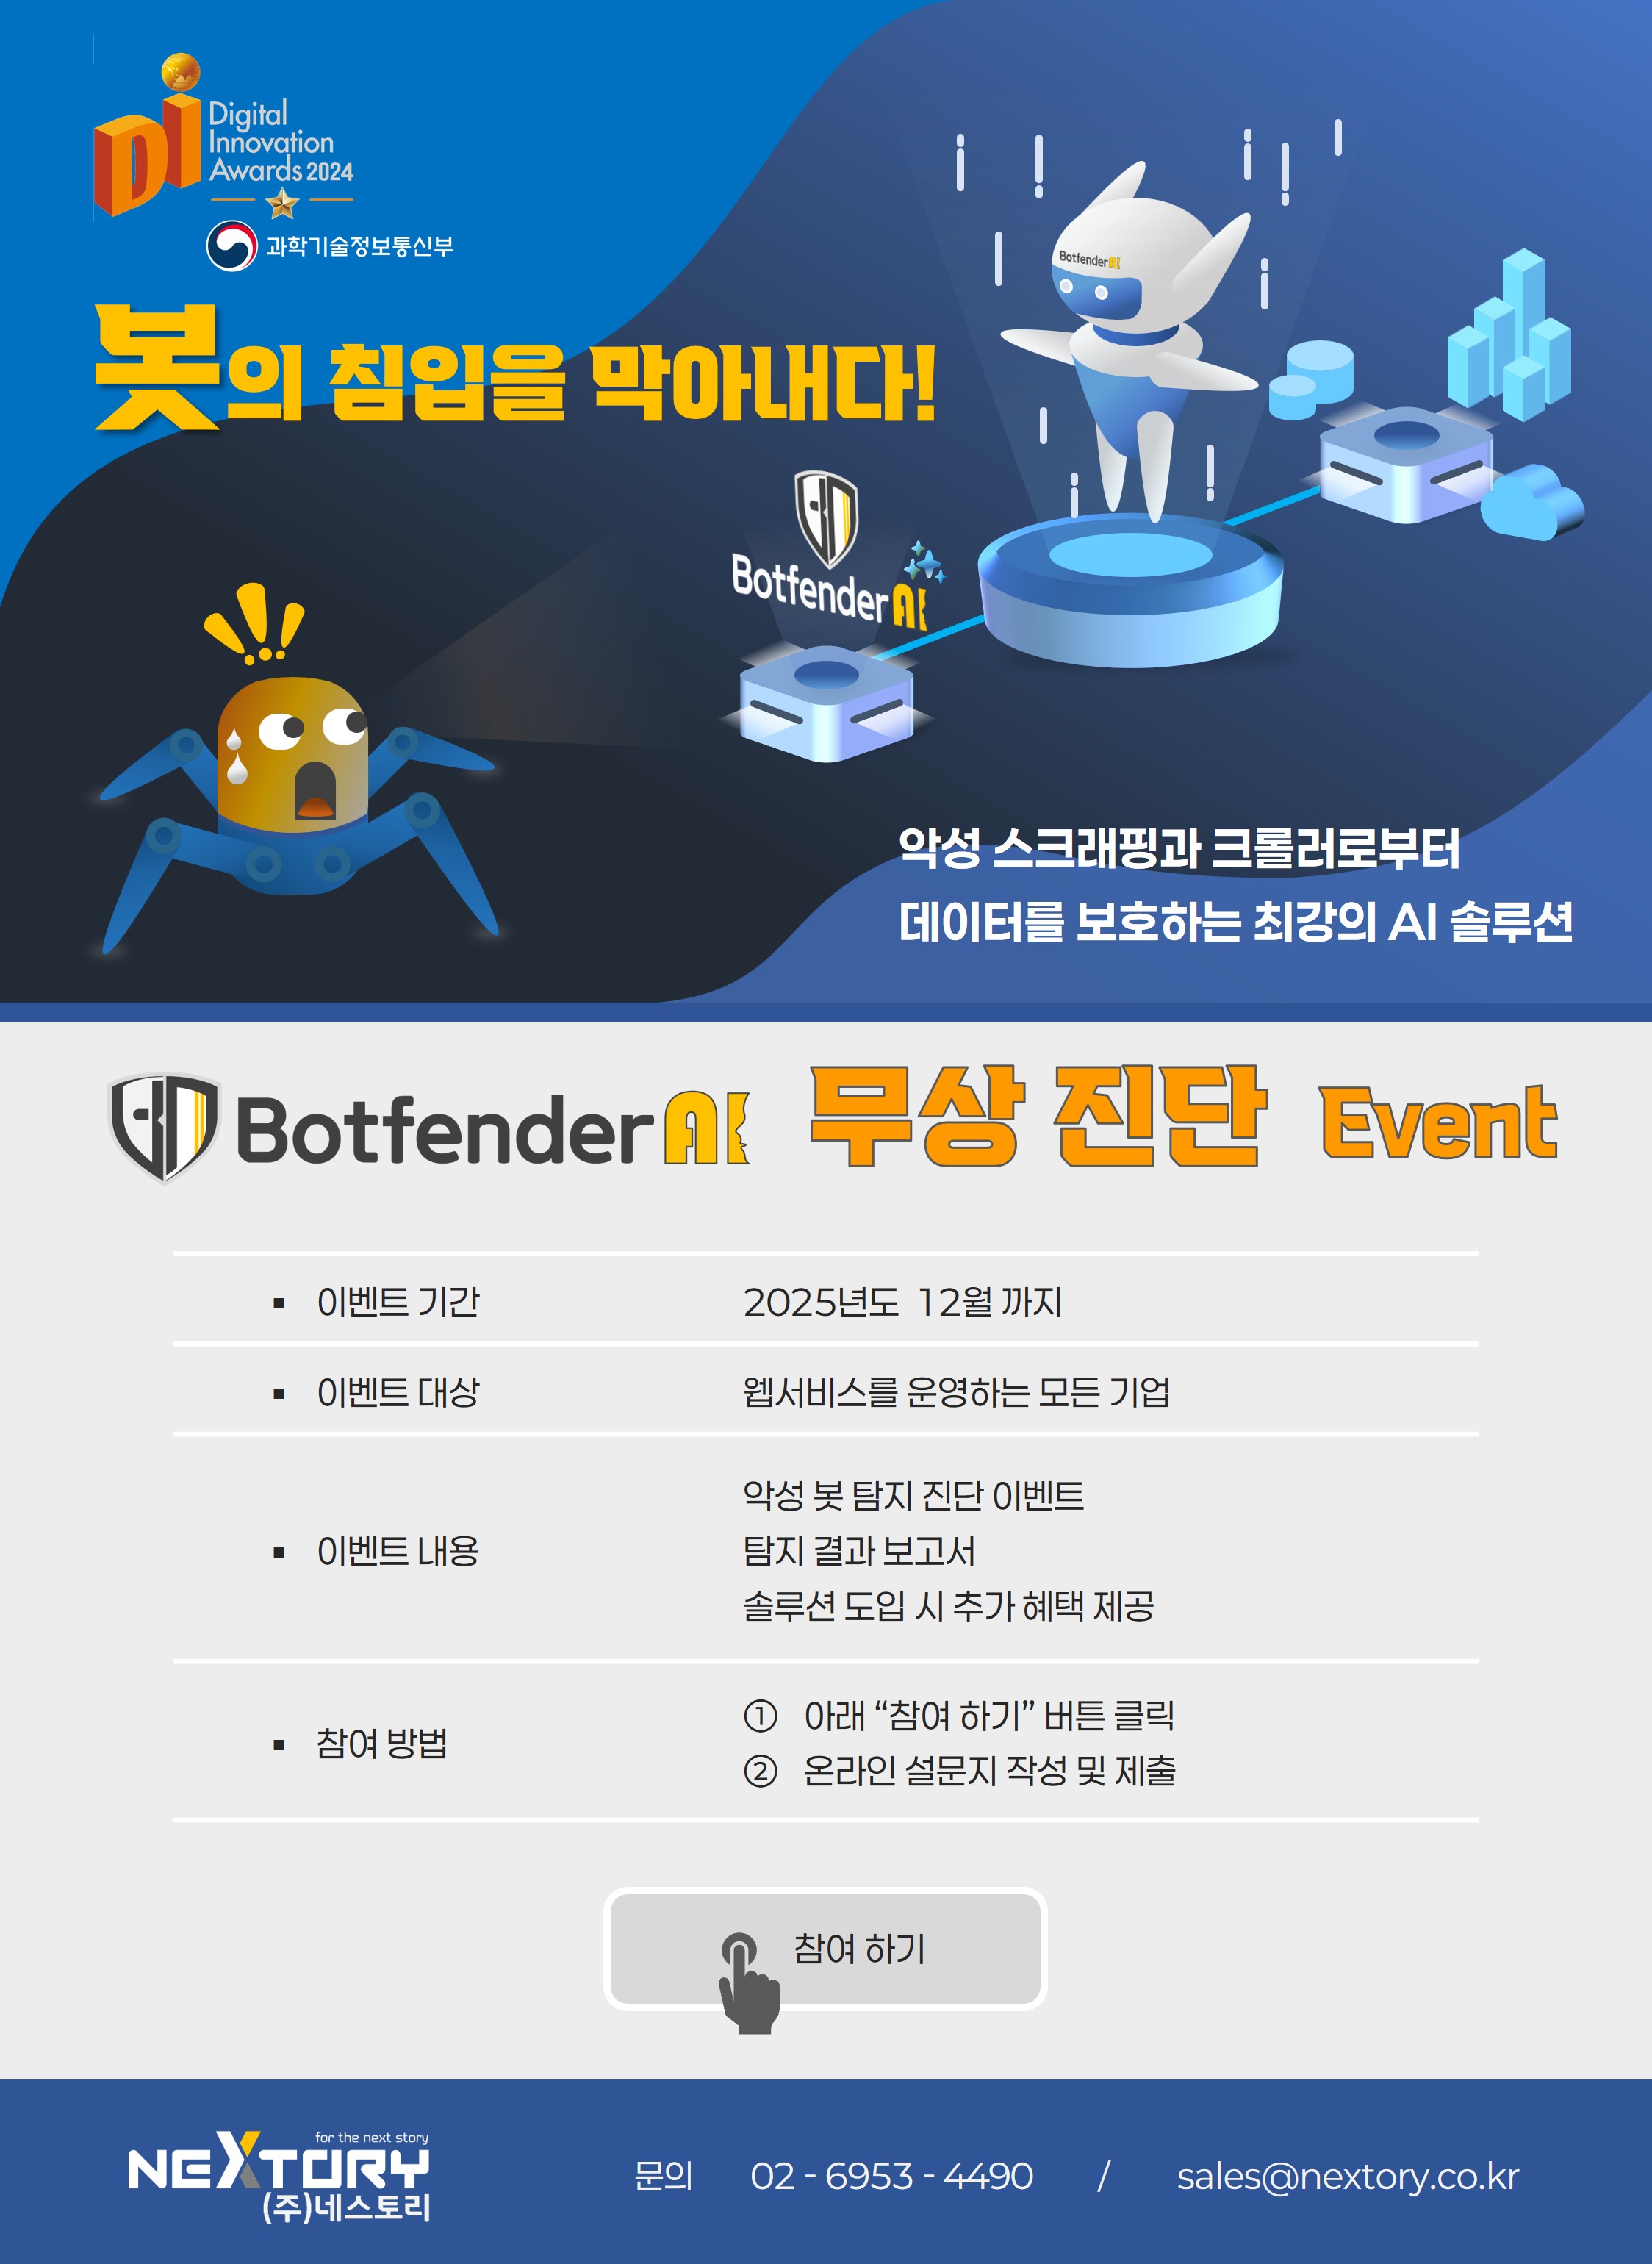 Digital
Innovation
Awards 2024
과학기술정보통신부
봇의 침입을 막아내다!
Botfender AI
Botfender AI
악성 스크래핑과 크롤러로부터
데이터를 보호하는 최강의 AI 솔루션
Botfender AI 무상 진단 Event
▪ 이벤트 기간 2025년도 12월 까지
▪ 이벤트 대상 웹서비스를 운영하는 모든 기업
▪ 이벤트 내용
악성 봇 탐지 진단 이벤트
탐지 결과 보고서
솔루션 도입 시 추가 혜택 제공
▪ 참여 방법
① 아래 “참여 하기” 버튼 클릭
② 온라인 설문지 작성 및 제출
참여 하기
for the next story
NEXTORY
(주)네스토리
문의 02 - 6953 - 4490 / sales@nextory.co.kr